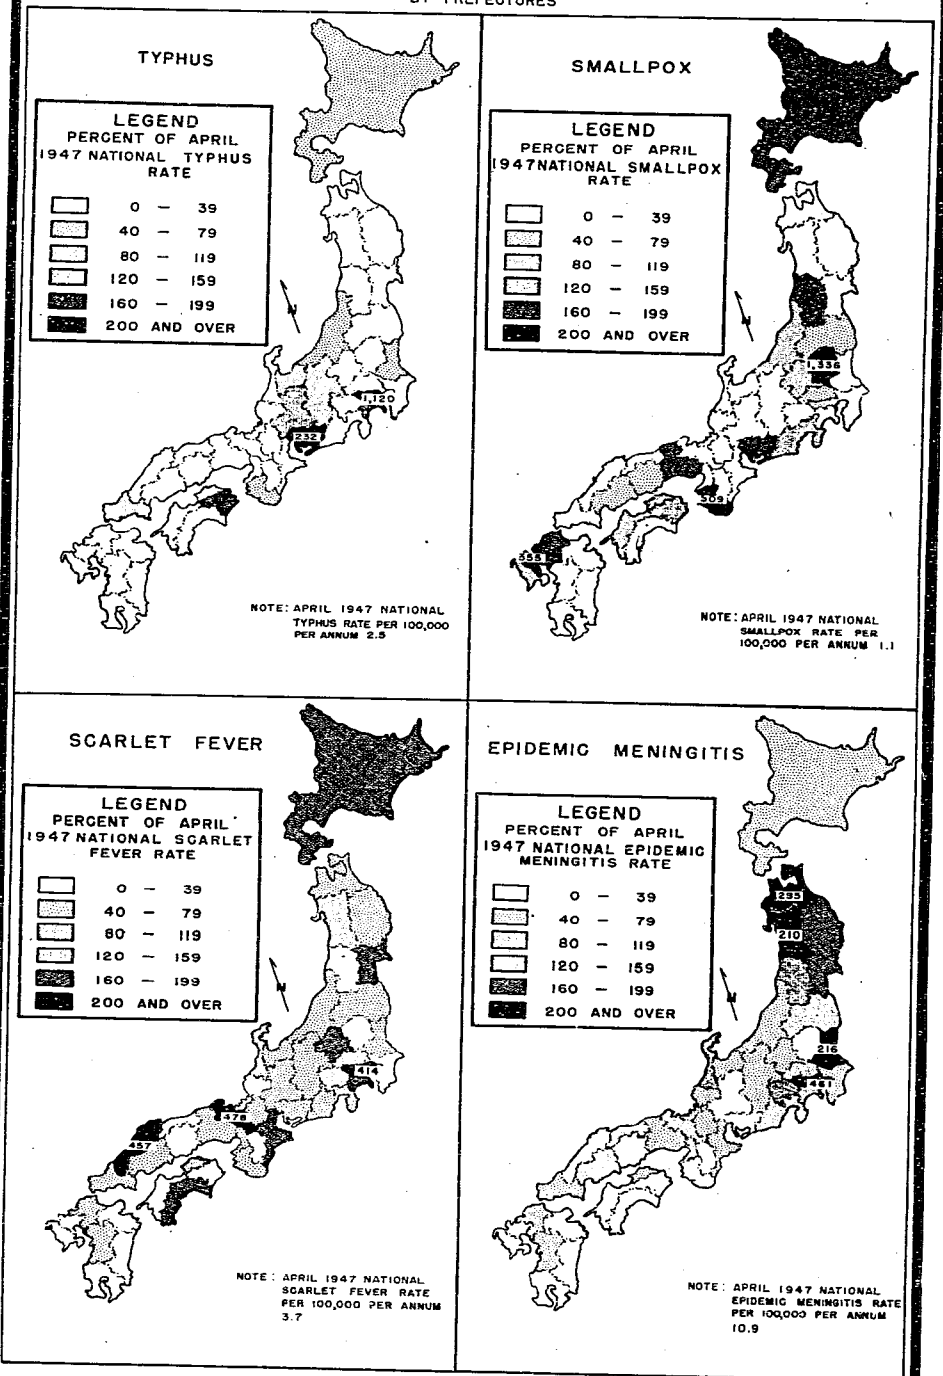 BY PREFECTURES
TYPHUS
LEGEND
PERCENT OF APRIL
1947 NATIONAL TYPHUS
RATE
0 — 39
40 — 79
80 — 119
120 — 159
160 — 199
200 AND OVER
N
1,120
232
NOTE: APRIL 1947 NATIONAL
TYPHUS RATE PER 100,000
PER ANNUM 2.5
SMALLPOX
LEGEND
PERCENT OF APRIL
1947 NATIONAL SMALLPOX
RATE
0 — 39
40 — 79
80 — 119
120 — 159
160 — 199
200 AND OVER
N
1,336
509
355
NOTE: APRIL 1947 NATIONAL
SMALLPOX RATE PER
100,000 PER ANNUM 1.1
SCARLET FEVER
LEGEND
PERCENT OF APRIL
1947 NATIONAL SCARLET
FEVER RATE
0 — 39
40 — 79
80 — 119
120 — 159
160 — 199
200 AND OVER
N
414
478
457
NOTE: APRIL 1947 NATIONAL
SCARLET FEVER RATE
PER 100,000 PER ANNUM
3.7
EPIDEMIC MENINGITIS
LEGEND
PERCENT OF APRIL
1947 NATIONAL EPIDEMIC
MENINGITIS RATE
0 — 39
40 — 79
80 — 119
120 — 159
160 — 199
200 AND OVER
N
295
210
216
461
NOTE: APRIL 1947 NATIONAL
EPIDEMIC MENINGITIS RATE
PER 100,000 PER ANNUM
10.9